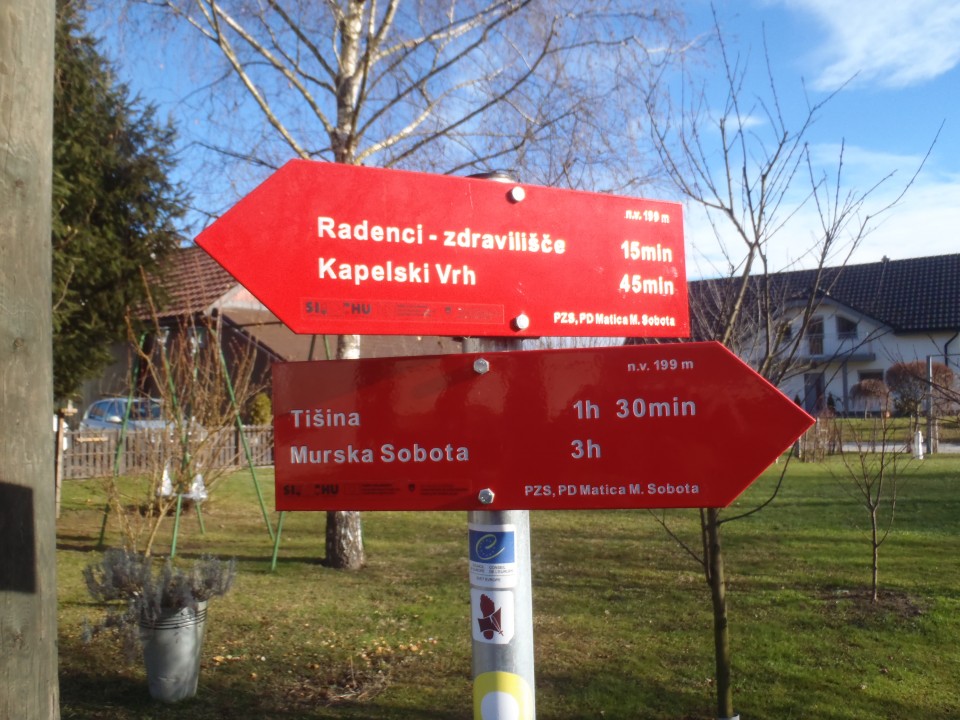 n.v. 199 m
Radenci - zdravilišče 15min
Kapelski Vrh 45min
PZS, PD Matica M. Sobota
n.v. 199 m
Tišina 1h 30min
Murska Sobota 3h
PZS, PD Matica M. Sobota